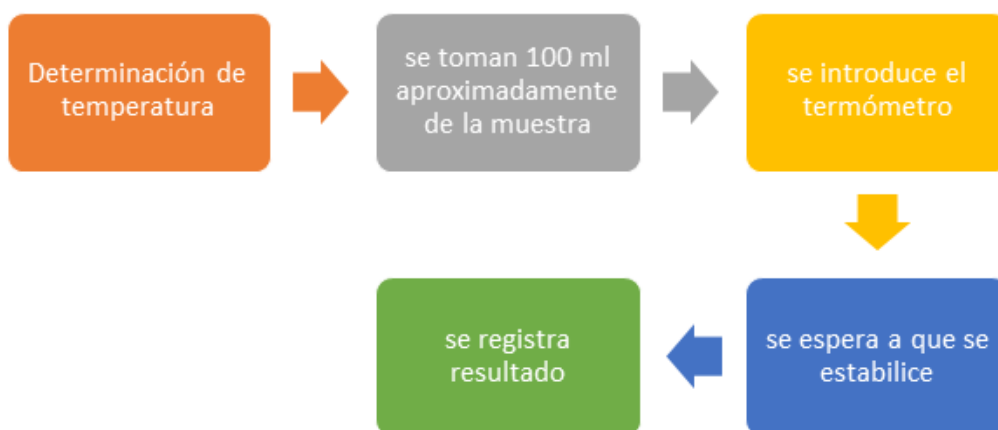 Determinación de
temperatura
se toman 100 ml
aproximadamente
de la muestra
se introduce el
termómetro
se espera a que se
estabilice
se registra
resultado